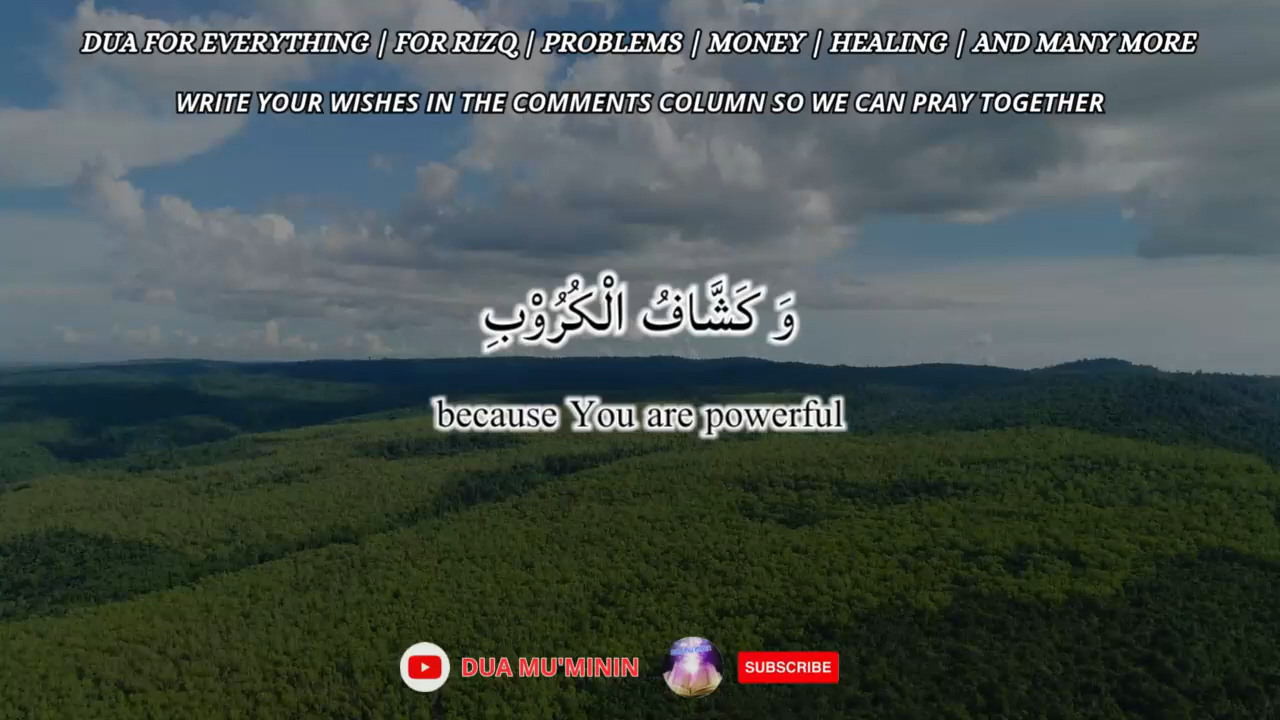 DUA FOR EVERYTHING | FOR RIZQ | PROBLEMS | MONEY | HEALING | AND MANY MORE
WRITE YOUR WISHES IN THE COMMENTS COLUMN SO WE CAN PRAY TOGETHER
وَ كَشَّافُ الْكُرُوْبِ
because You are powerful
DUA MU'MININ
SUBSCRIBE